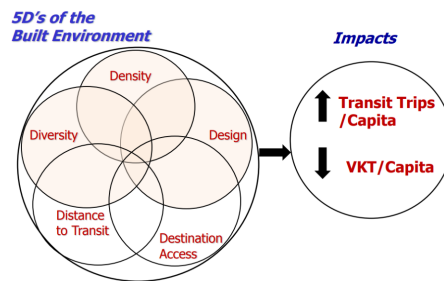 5D's of the
Built Environment
Impacts
Density
Diversity
Design
Distance
to Transit
Destination
Access
Transit Trips
/Capita
VKT/Capita